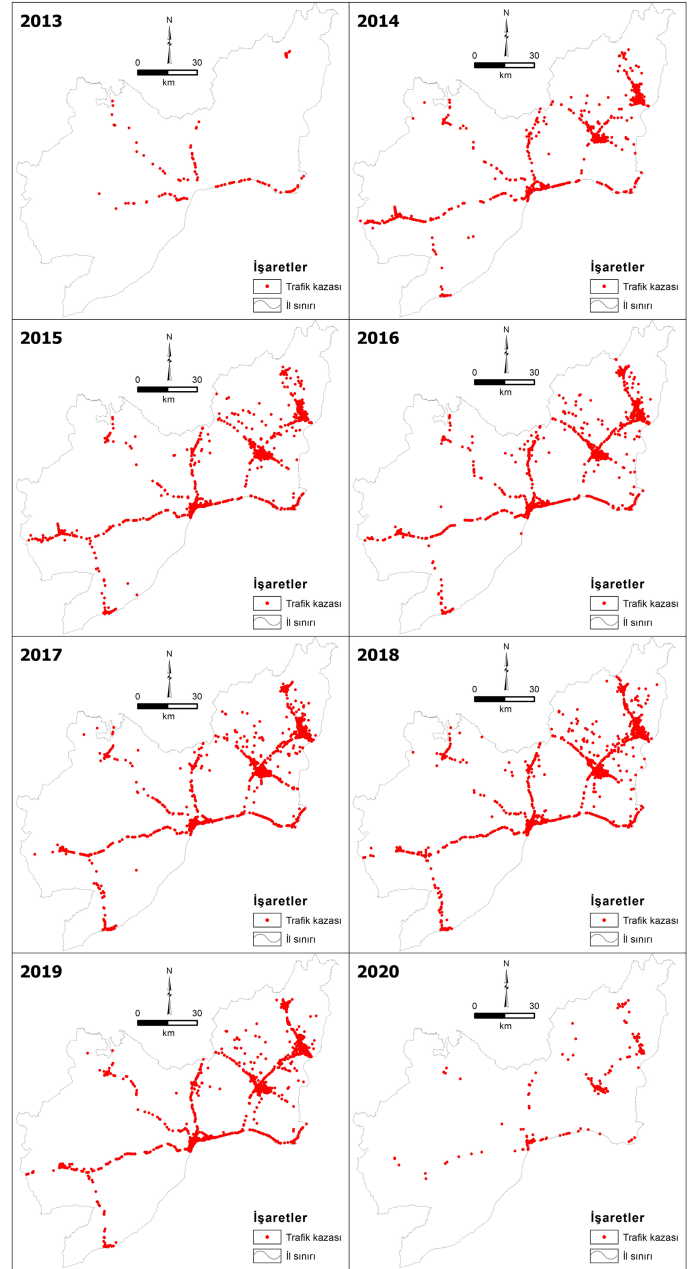 2013
N
0 30
km
İşaretler
Trafik kazası
İl sınırı
2014
N
0 30
km
İşaretler
Trafik kazası
İl sınırı
2015
N
0 30
km
İşaretler
Trafik kazası
İl sınırı
2016
N
0 30
km
İşaretler
Trafik kazası
İl sınırı
2017
N
0 30
km
İşaretler
Trafik kazası
İl sınırı
2018
N
0 30
km
İşaretler
Trafik kazası
İl sınırı
2019
N
0 30
km
İşaretler
Trafik kazası
İl sınırı
2020
N
0 30
km
İşaretler
Trafik kazası
İl sınırı